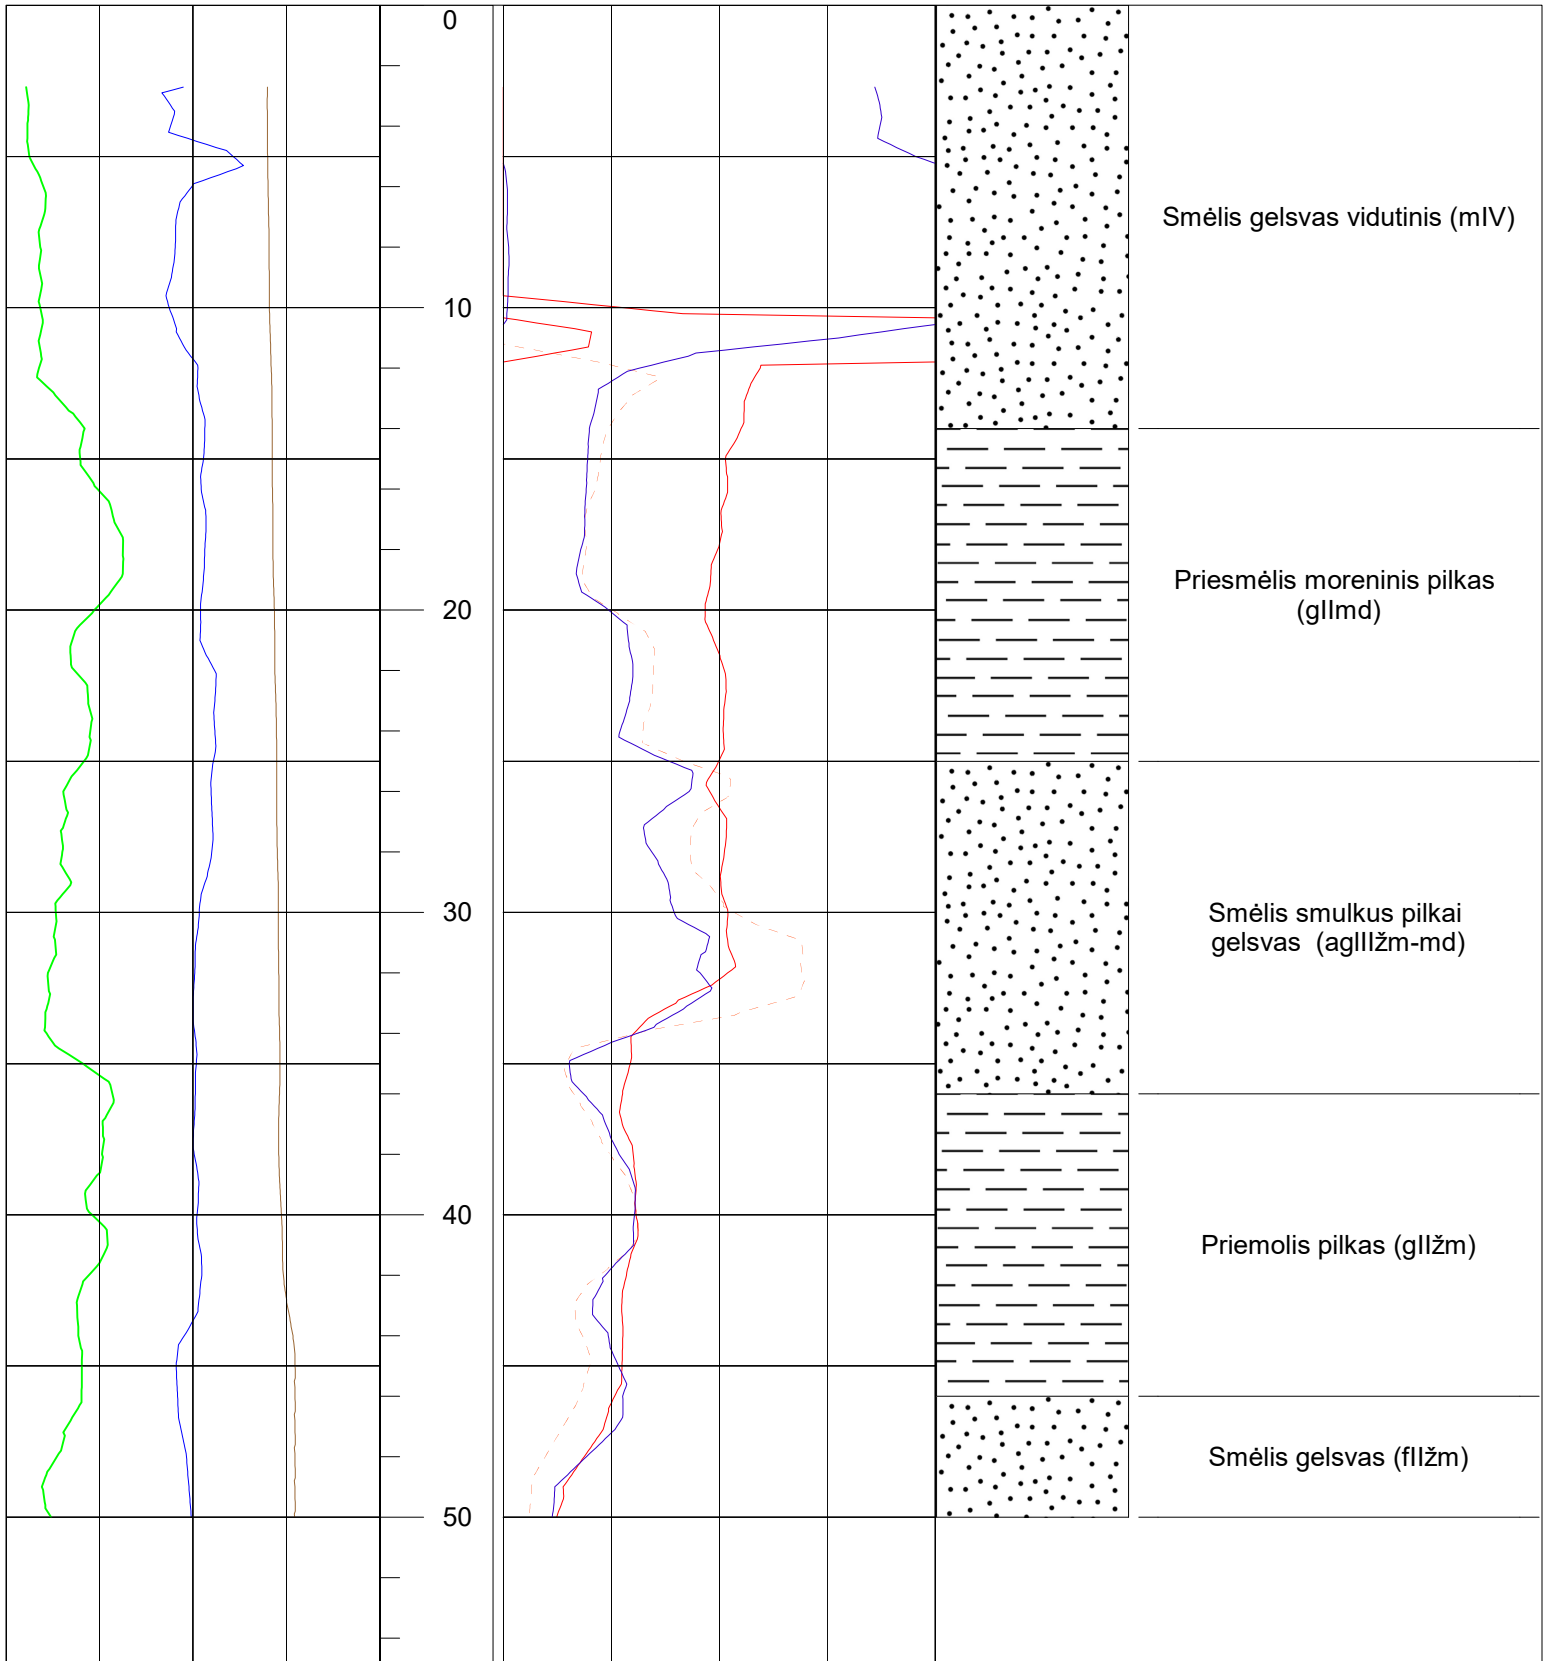 0
Smėlis gelsvas vidutinis (mIV)
10
Priesmėlis moreninis pilkas
(gIImd)
20
Smėlis smulkus pilkai
gelsvas (agIIIžm-md)
30
Priemolis pilkas (gIIžm)
40
Smėlis gelsvas (fIIžm)
50